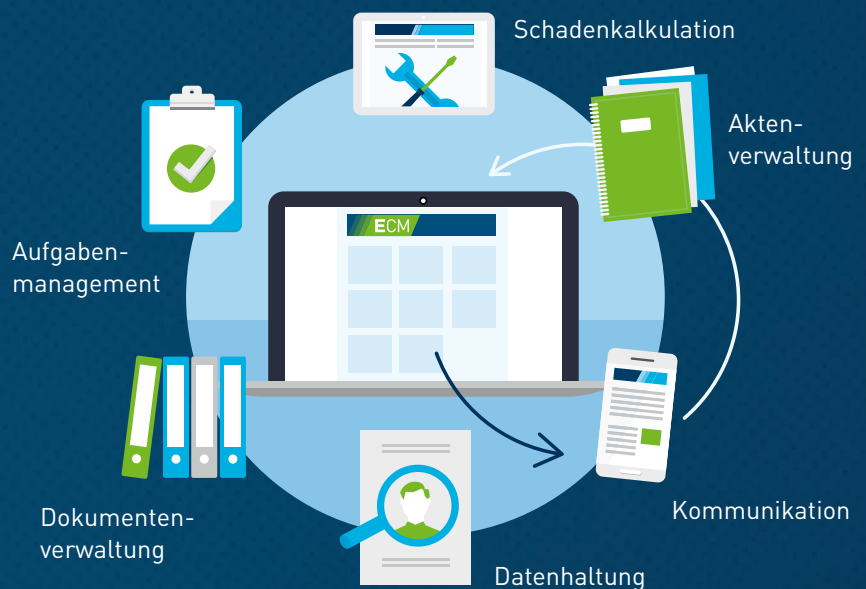 Schadenkalkulation
Akten-
verwaltung
ECM
Aufgaben-
management
Dokumenten-
verwaltung
Kommunikation
Datenhaltung